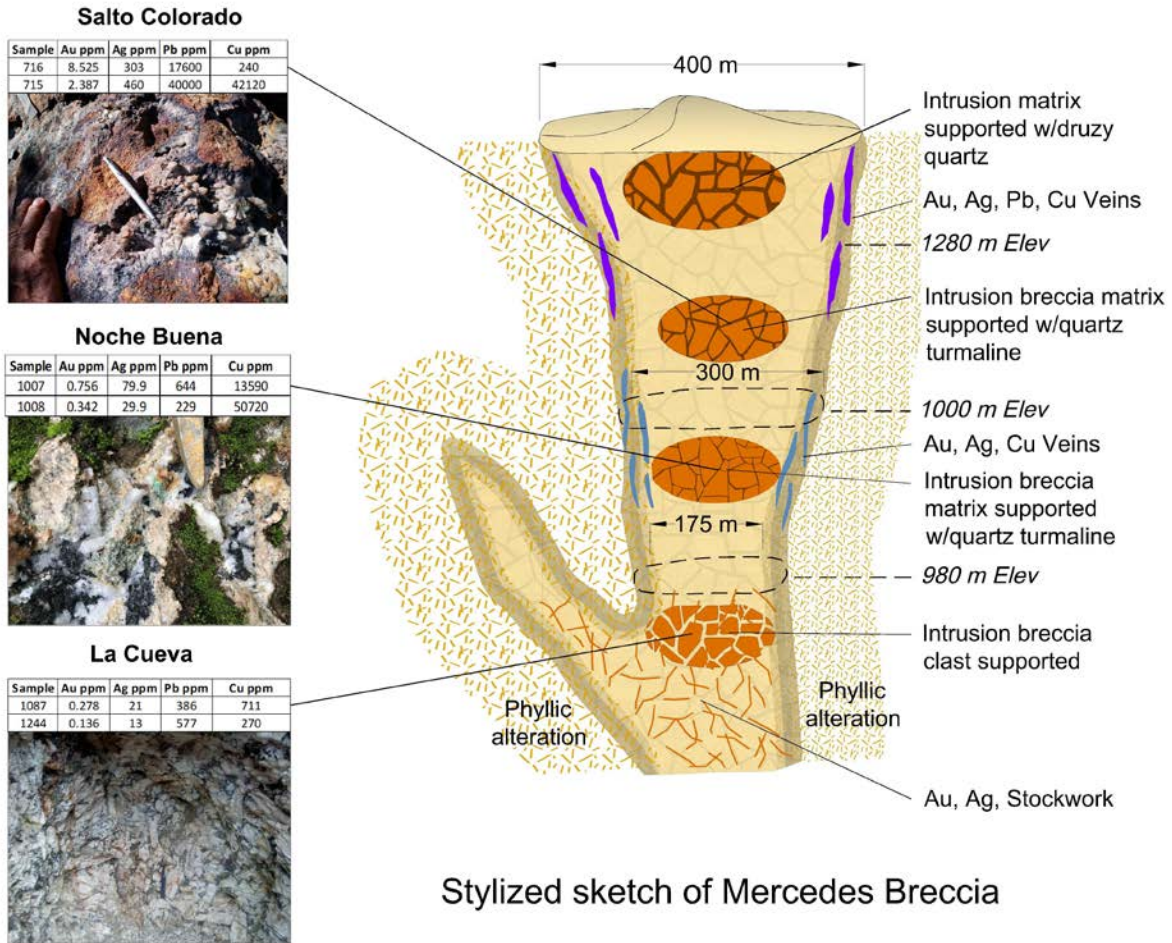 Salto Colorado
Sample Au ppm Ag ppm Pb ppm Cu ppm
716 8.525 303 17600 240
715 2.387 460 40000 42120
Noche Buena
Sample Au ppm Ag ppm Pb ppm Cu ppm
1007 0.756 79.9 644 13590
1008 0.342 29.9 229 50720
La Cueva
Sample Au ppm Ag ppm Pb ppm Cu ppm
1087 0.278 21 386 711
1244 0.136 13 577 270
400 m
Intrusion matrix
supported w/druzy
quartz
Au, Ag, Pb, Cu Veins
1280 m Elev
Intrusion breccia matrix
supported w/quartz
turmaline
300 m
1000 m Elev
Au, Ag, Cu Veins
Intrusion breccia
matrix supported
w/quartz turmaline
175 m
980 m Elev
Intrusion breccia
clast supported
Phyllic
alteration
Phyllic
alteration
Au, Ag, Stockwork
Stylized sketch of Mercedes Breccia